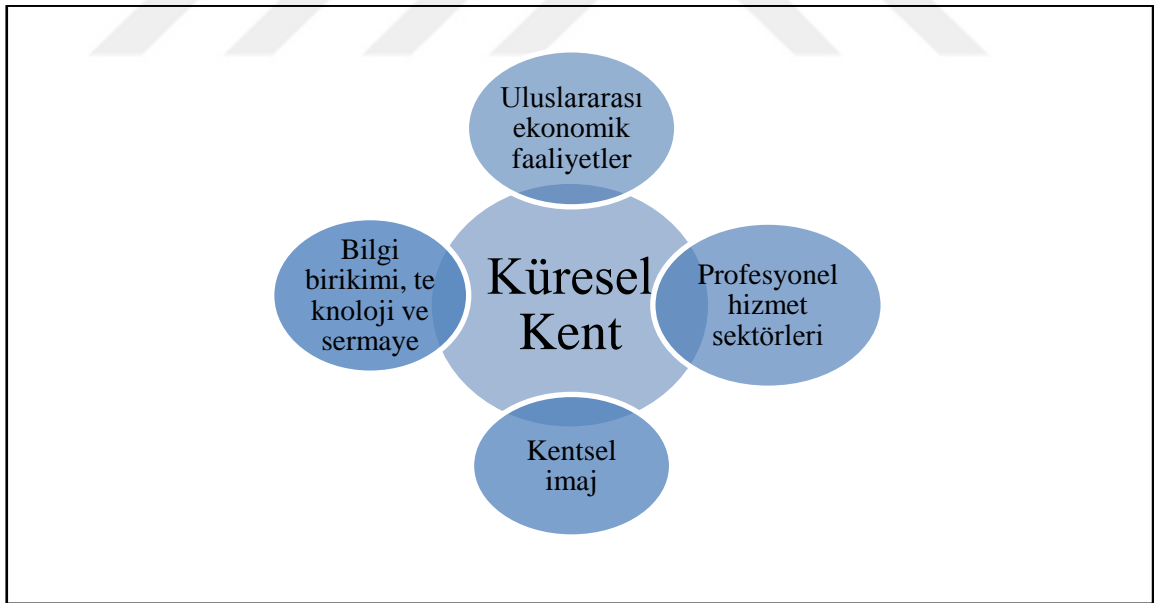 Uluslararası
ekonomik
faaliyetler
Bilgi
birikimi, te
knoloji ve
sermaye
Küresel
Kent
Profesyonel
hizmet
sektörleri
Kentsel
imaj